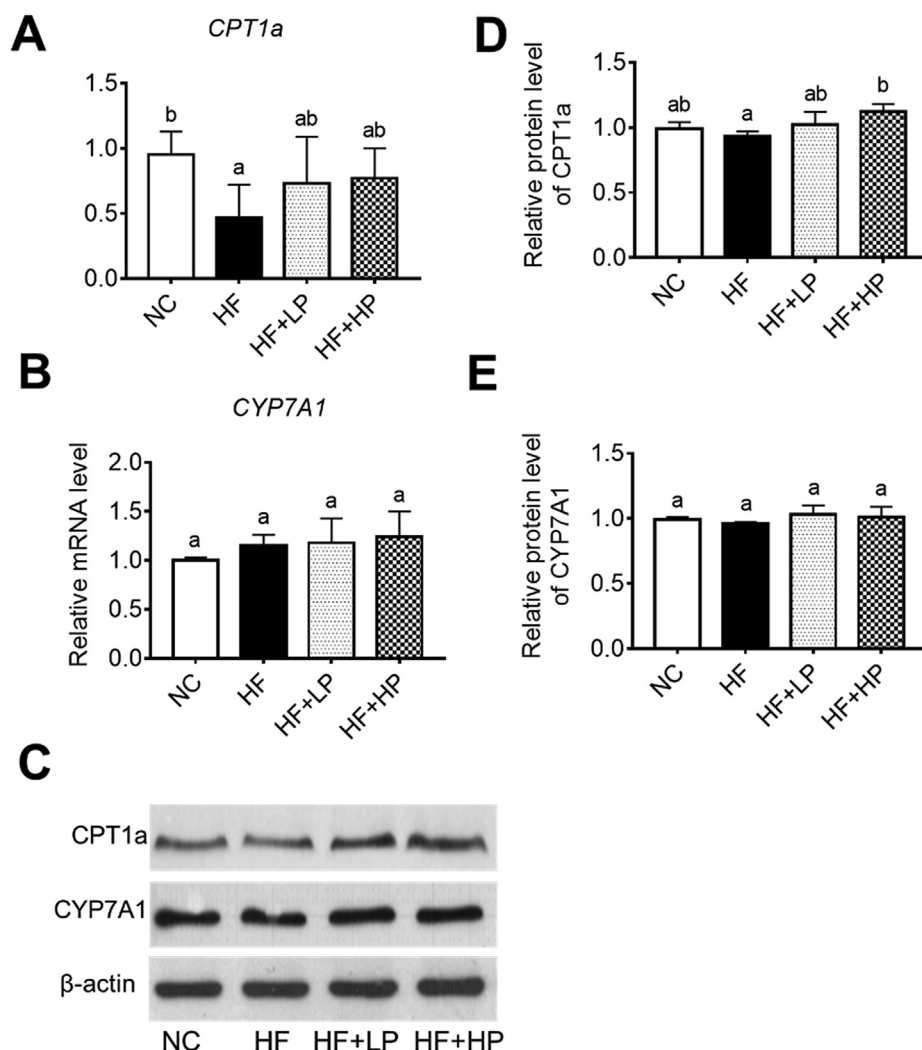 A
CPT1a
1.5
1.0
0.5
0.0
b
a
ab
ab
NC
HF
HF+LP
HF+HP
D
Relative protein level
of CPT1a
1.5
1.0
0.5
0.0
ab
a
ab
b
NC
HF
HF+LP
HF+HP
B
CYP7A1
Relative mRNA level
2.0
1.5
1.0
0.5
0.0
a
a
a
a
NC
HF
HF+LP
HF+HP
E
Relative protein level
of CYP7A1
1.5
1.0
0.5
0.0
a
a
a
a
NC
HF
HF+LP
HF+HP
C
CPT1a
CYP7A1
β-actin
NC HF HF+LP HF+HP